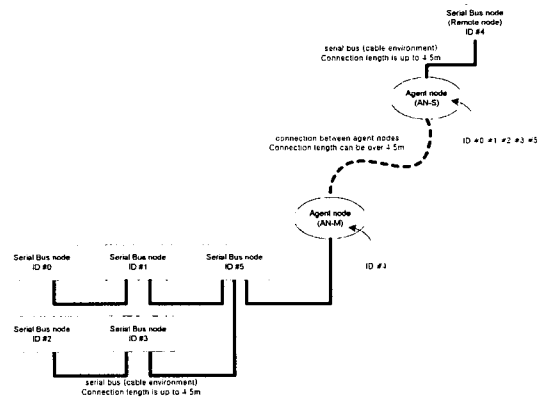 Serial Bus node
(Remote node)
ID #4
serial bus (cable environment)
Connection length is up to 4.5m
Agent node
(AN-S)
connection between agent nodes
Connection length can be over 4.5m
ID #0 #1 #2 #3 #5
Agent node
(AN-M)
ID #4
Serial Bus node
ID #0
Serial Bus node
ID #1
Serial Bus node
ID #5
Serial Bus node
ID #2
Serial Bus node
ID #3
serial bus (cable environment)
Connection length is up to 4.5m